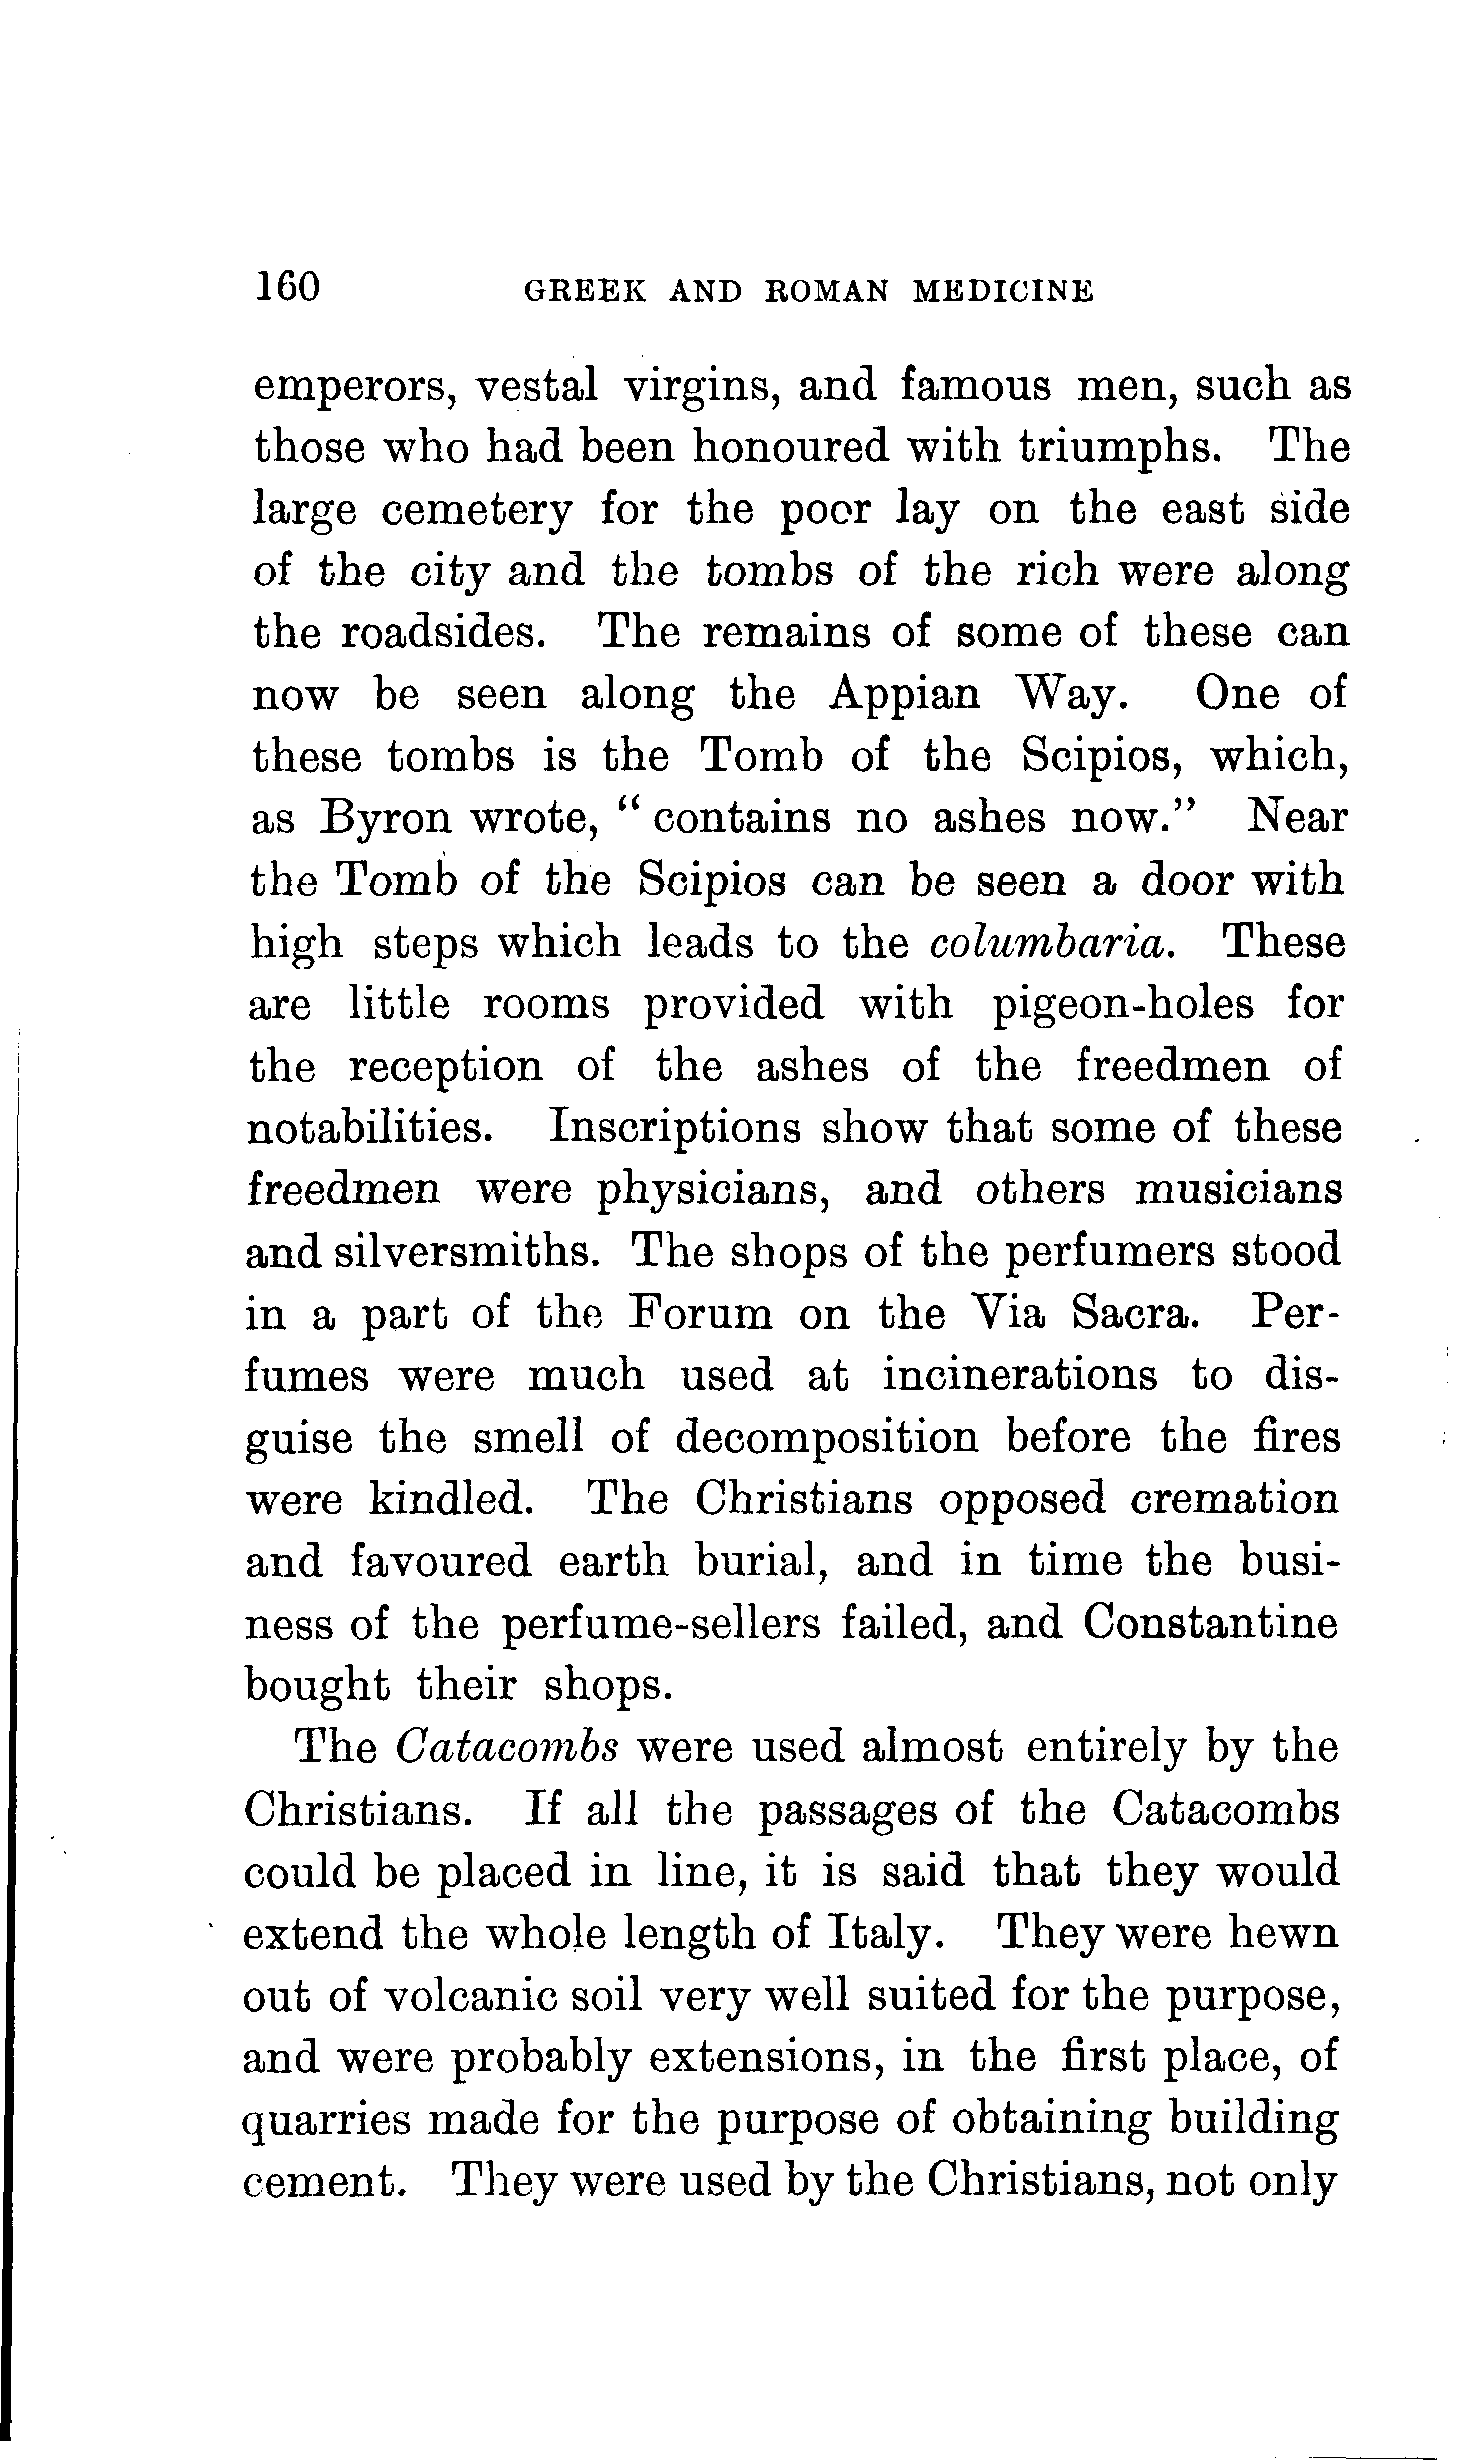 160 GREEK AND ROMAN MEDICINE
emperors, vestal virgins, and famous men, such as
those who had been honoured with triumphs. The
large cemetery for the poor lay on the east side
of the city and the tombs of the rich were along
the roadsides. The remains of some of these can
now be seen along the Appian Way. One of
these tombs is the Tomb of the Scipios, which,
as Byron wrote, “ contains no ashes now.” Near
the Tomb of the Scipios can be seen a door with
high steps which leads to the columbaria. These
are little rooms provided with pigeon-holes for
the reception of the ashes of the freedmen of
notabilities. Inscriptions show that some of these
freedmen were physicians, and others musicians
and silversmiths. The shops of the perfumers stood
in a part of the Forum on the Via Sacra. Per-
fumes were much used at incinerations to dis-
guise the smell of decomposition before the fires
were kindled. The Christians opposed cremation
and favoured earth burial, and in time the busi-
ness of the perfume-sellers failed, and Constantine
bought their shops.
The Catacombs were used almost entirely by the
Christians. If all the passages of the Catacombs
could be placed in line, it is said that they would
extend the whole length of Italy. They were hewn
out of volcanic soil very well suited for the purpose,
and were probably extensions, in the first place, of
quarries made for the purpose of obtaining building
cement. They were used by the Christians, not only